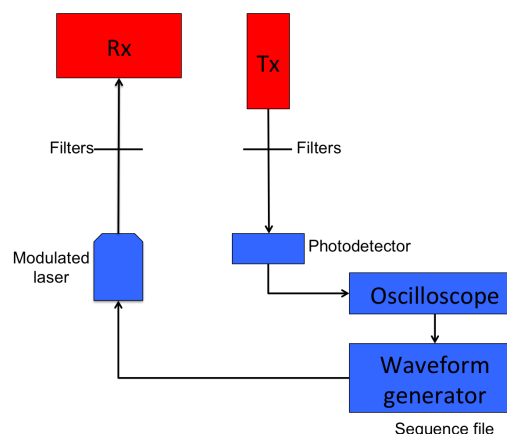 Rx
Tx
Filters
Filters
Modulated
laser
Photodetector
Oscilloscope
Waveform
generator
Sequence file